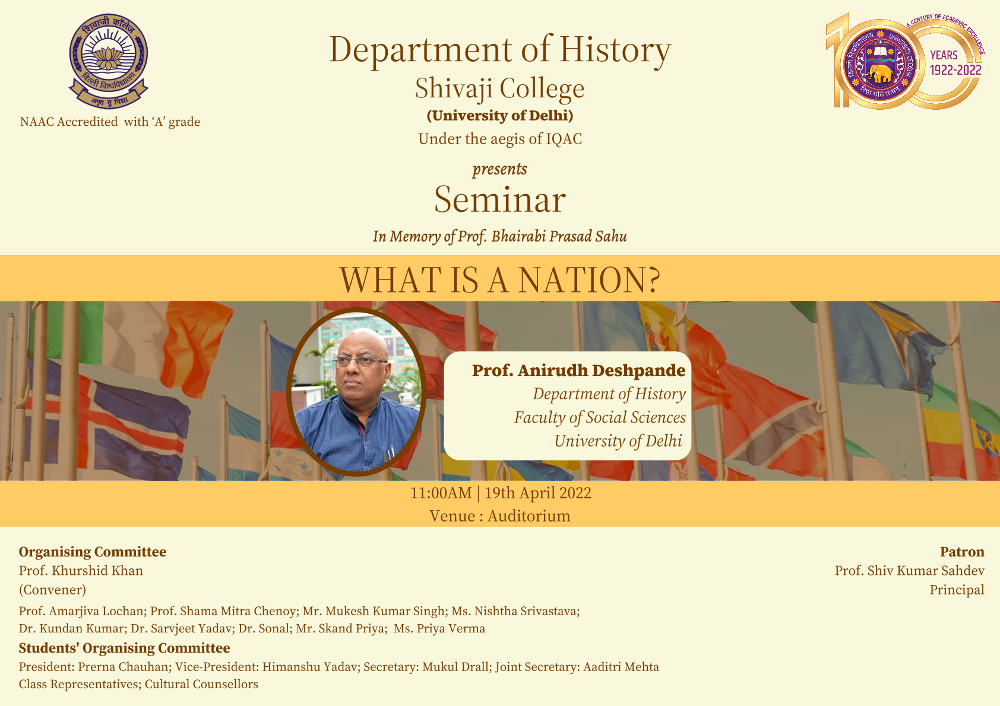 शिवाजी कॉलेज
दिल्ली विश्वविद्यालय
अमृतं तु विद्या
NAAC Accredited with ‘A’ grade
Department of History
Shivaji College
(University of Delhi)
Under the aegis of IQAC
A CENTURY OF ACADEMIC EXCELLENCE
100
दिल्ली विश्वविद्यालय
UNIVERSITY OF DELHI
निष्ठा धृतिः सत्यम्
YEARS
1922-2022
presents
Seminar
In Memory of Prof. Bhairabi Prasad Sahu
WHAT IS A NATION?
Prof. Anirudh Deshpande
Department of History
Faculty of Social Sciences
University of Delhi
11:00AM | 19th April 2022
Venue : Auditorium
Organising Committee
Prof. Khurshid Khan
(Convener)
Patron
Prof. Shiv Kumar Sahdev
Principal
Prof. Amarjiva Lochan; Prof. Shama Mitra Chenoy; Mr. Mukesh Kumar Singh; Ms. Nishtha Srivastava;
Dr. Kundan Kumar; Dr. Sarvjeet Yadav; Dr. Sonal; Mr. Skand Priya; Ms. Priya Verma
Students' Organising Committee
President: Prerna Chauhan; Vice-President: Himanshu Yadav; Secretary: Mukul Drall; Joint Secretary: Aaditri Mehta
Class Representatives; Cultural Counsellors